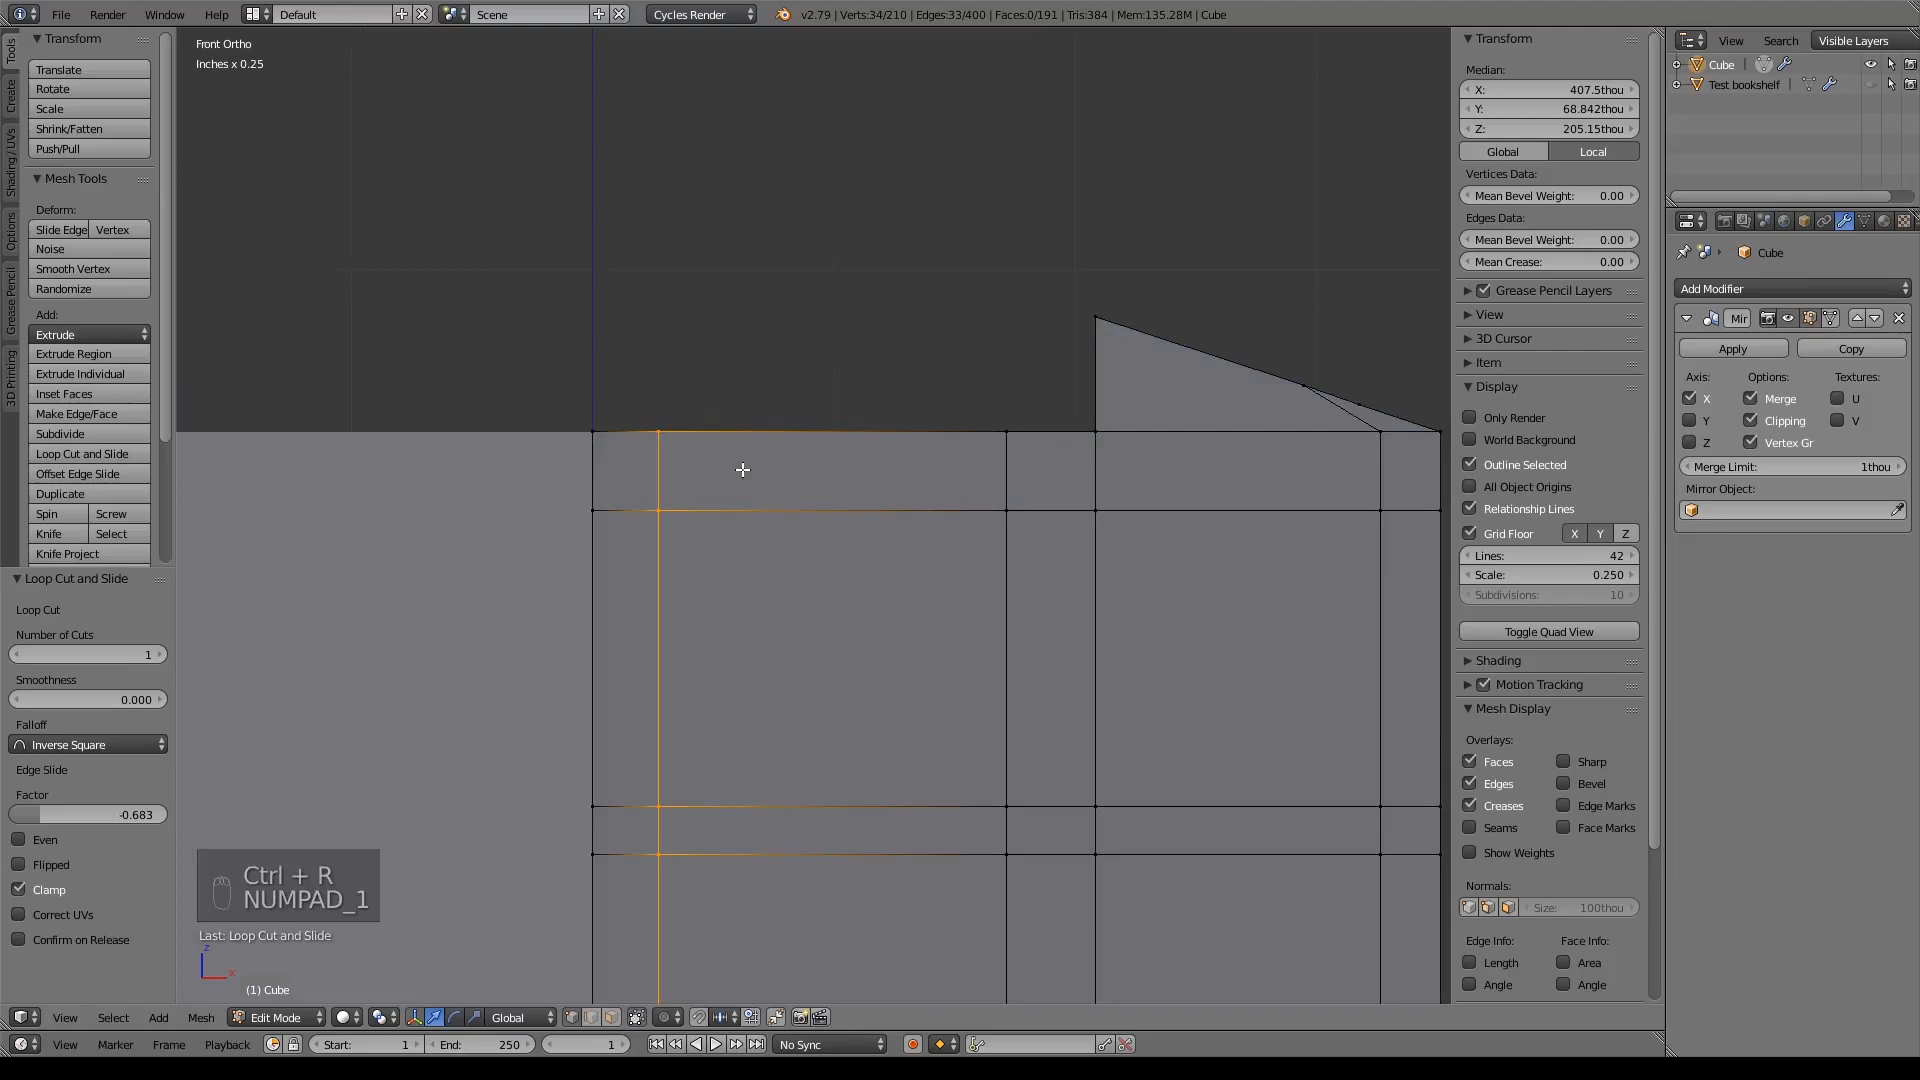 File Render Window Help Default Scene Cycles Render v2.79 | Verts:34/210 | Edges:33/400 | Faces:0/191 | Tris:384 | Mem:135.28M | Cube
Tools
Create
Shading / UVs
Options
Grease Pencil
3D Printing
Transform
Translate
Rotate
Scale
Shrink/Fatten
Push/Pull
Mesh Tools
Deform:
Slide Edge Vertex
Noise
Smooth Vertex
Randomize
Add:
Extrude
Extrude Region
Extrude Individual
Inset Faces
Make Edge/Face
Subdivide
Loop Cut and Slide
Offset Edge Slide
Duplicate
Spin Screw
Knife Select
Knife Project
Loop Cut and Slide
Loop Cut
Number of Cuts
1
Smoothness
0.000
Falloff
Inverse Square
Edge Slide
Factor
-0.683
Even
Flipped
Clamp
Correct UVs
Confirm on Release
Front Ortho
Inches x 0.25
Ctrl + R
NUMPAD_1
Last: Loop Cut and Slide
z
x
(1) Cube
Transform
Median:
X: 407.5thou
Y: 68.842thou
Z: 205.15thou
Global Local
Vertices Data:
Mean Bevel Weight: 0.00
Edges Data:
Mean Bevel Weight: 0.00
Mean Crease: 0.00
Grease Pencil Layers
View
3D Cursor
Item
Display
Only Render
World Background
Outline Selected
All Object Origins
Relationship Lines
Grid Floor X Y Z
Lines: 42
Scale: 0.250
Subdivisions: 10
Toggle Quad View
Shading
Motion Tracking
Mesh Display
Overlays:
Faces Sharp
Edges Bevel
Creases Edge Marks
Seams Face Marks
Show Weights
Normals:
Size: 100thou
Edge Info: Face Info:
Length Area
Angle Angle
View Search Visible Layers
Cube
Test bookshelf
Cube
Add Modifier
Mir
Apply Copy
Axis: Options: Textures:
X Merge U
Y Clipping V
Z Vertex Gr
Merge Limit: 1thou
Mirror Object:
View Select Add Mesh Edit Mode Global
View Marker Frame Playback Start: 1 End: 250 1 No Sync